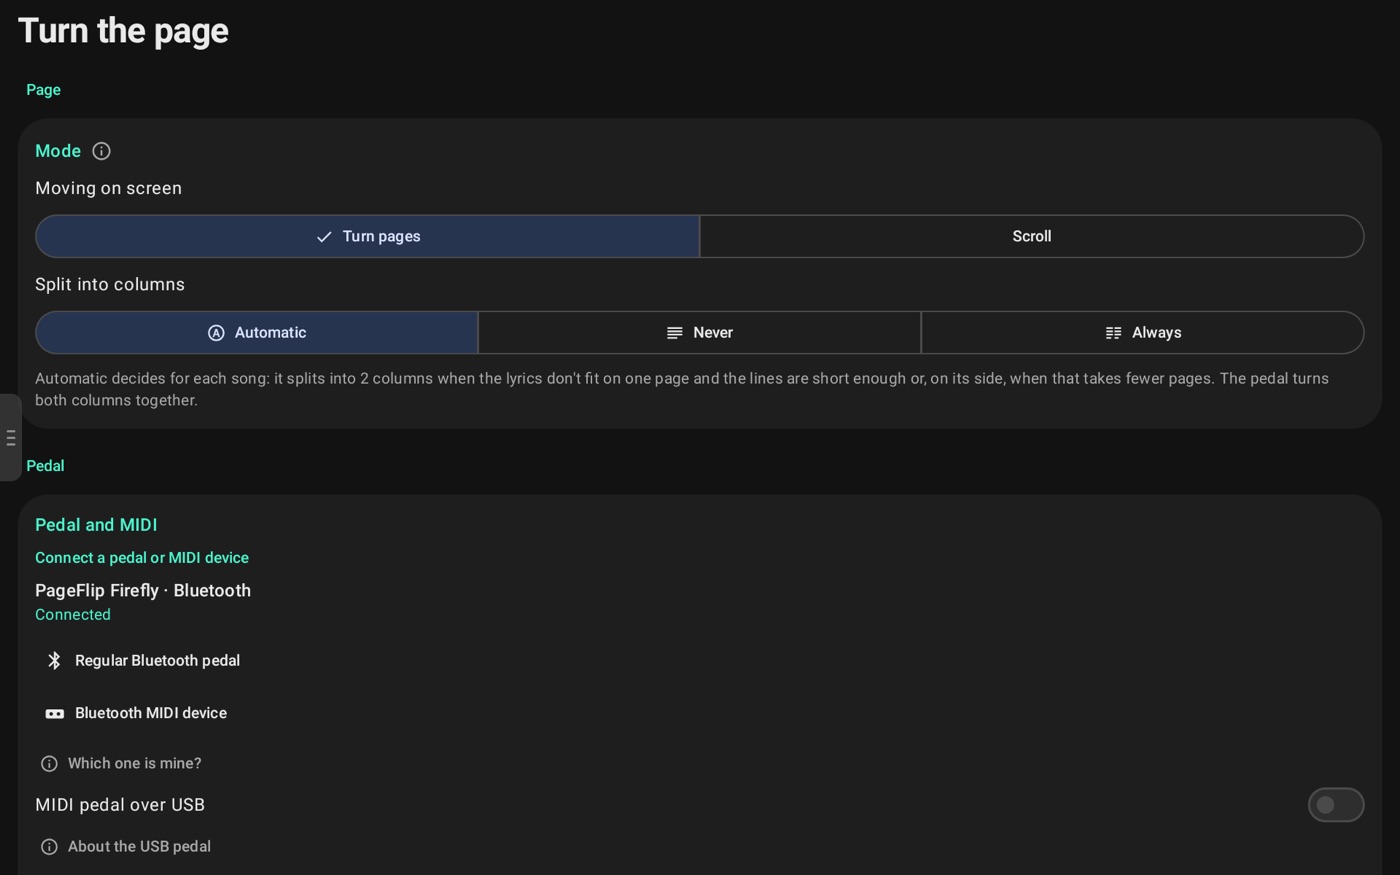 Turn the page
Page
Mode
Moving on screen
Turn pages
Scroll
Split into columns
Automatic
Never
Always
Automatic decides for each song: it splits into 2 columns when the lyrics don't fit on one page and the lines are short enough or, on its side, when that takes fewer pages. The pedal turns
both columns together.
Pedal
Pedal and MIDI
Connect a pedal or MIDI device
PageFlip Firefly · Bluetooth
Connected
Regular Bluetooth pedal
Bluetooth MIDI device
Which one is mine?
MIDI pedal over USB
About the USB pedal